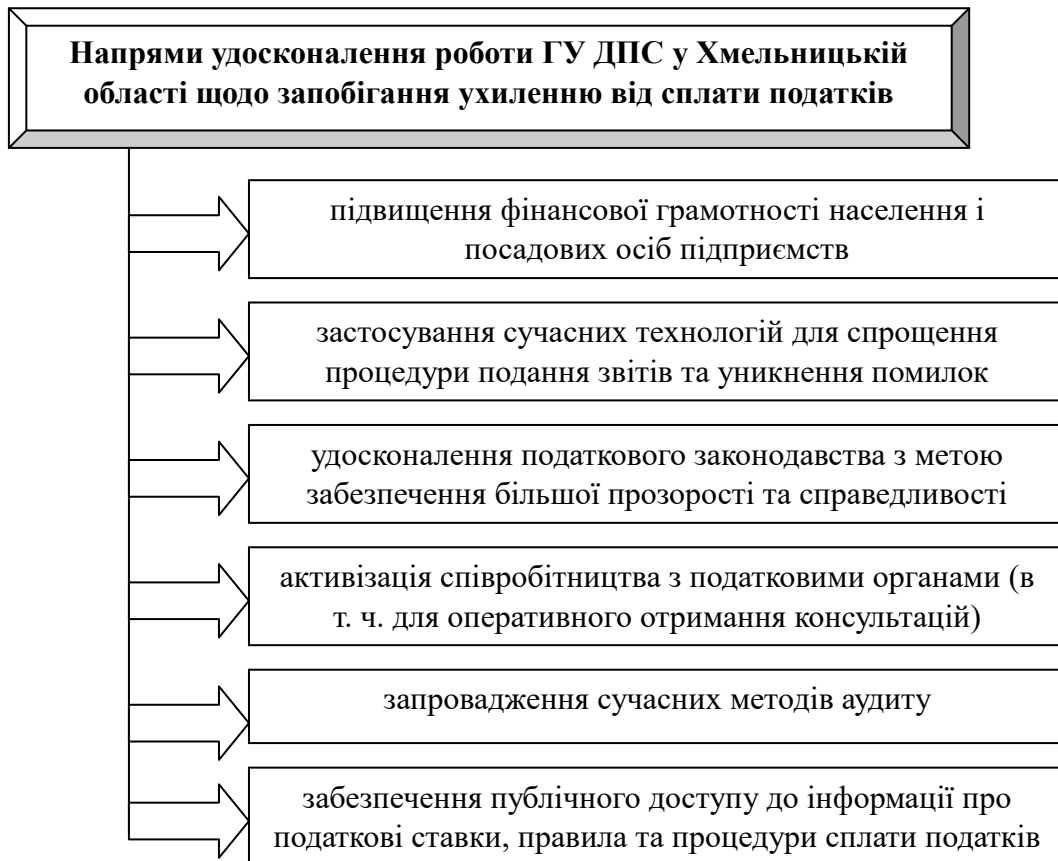 Напрями удосконалення роботи ГУ ДПС у Хмельницькій
області щодо запобігання ухиленню від сплати податків
підвищення фінансової грамотності населення і
посадових осіб підприємств
застосування сучасних технологій для спрощення
процедури подання звітів та уникнення помилок
удосконалення податкового законодавства з метою
забезпечення більшої прозорості та справедливості
активізація співробітництва з податковими органами (в
т. ч. для оперативного отримання консультацій)
запровадження сучасних методів аудиту
забезпечення публічного доступу до інформації про
податкові ставки, правила та процедури сплати податків